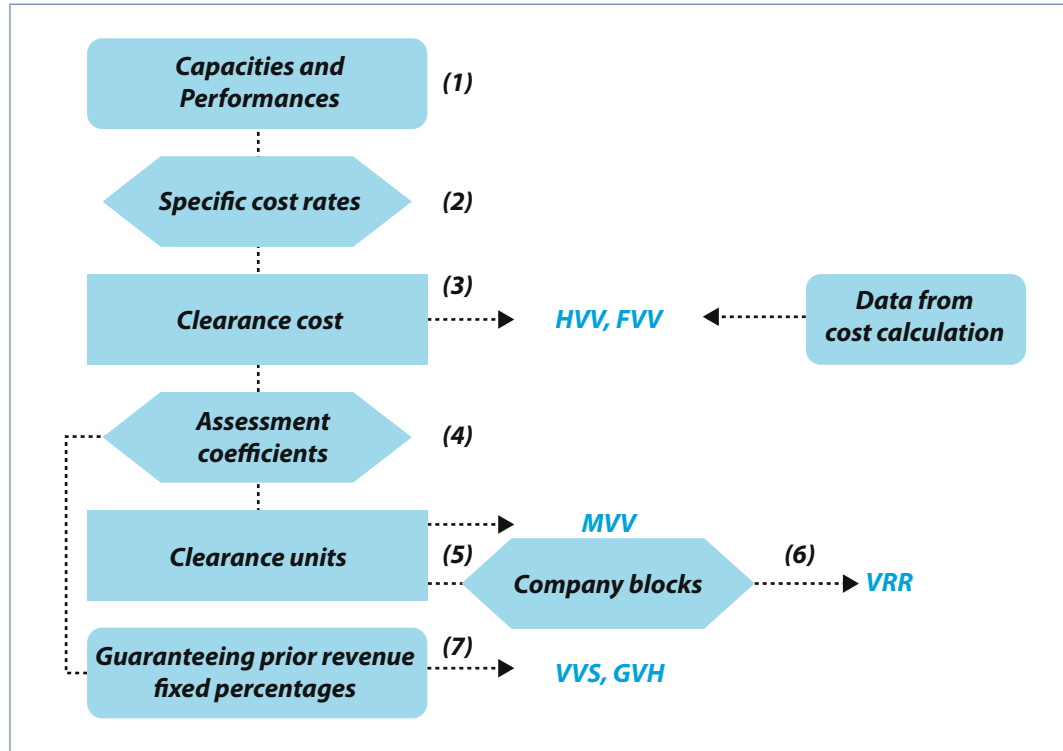 Capacities and
Performances
(1)
Specific cost rates
(2)
(3)
Clearance cost
HVV, FVV
Data from
cost calculation
Assessment
coefficients
(4)
MVV
Clearance units
(5)
Company blocks
(6)
VRR
Guaranteeing prior revenue
fixed percentages
(7)
VVS, GVH